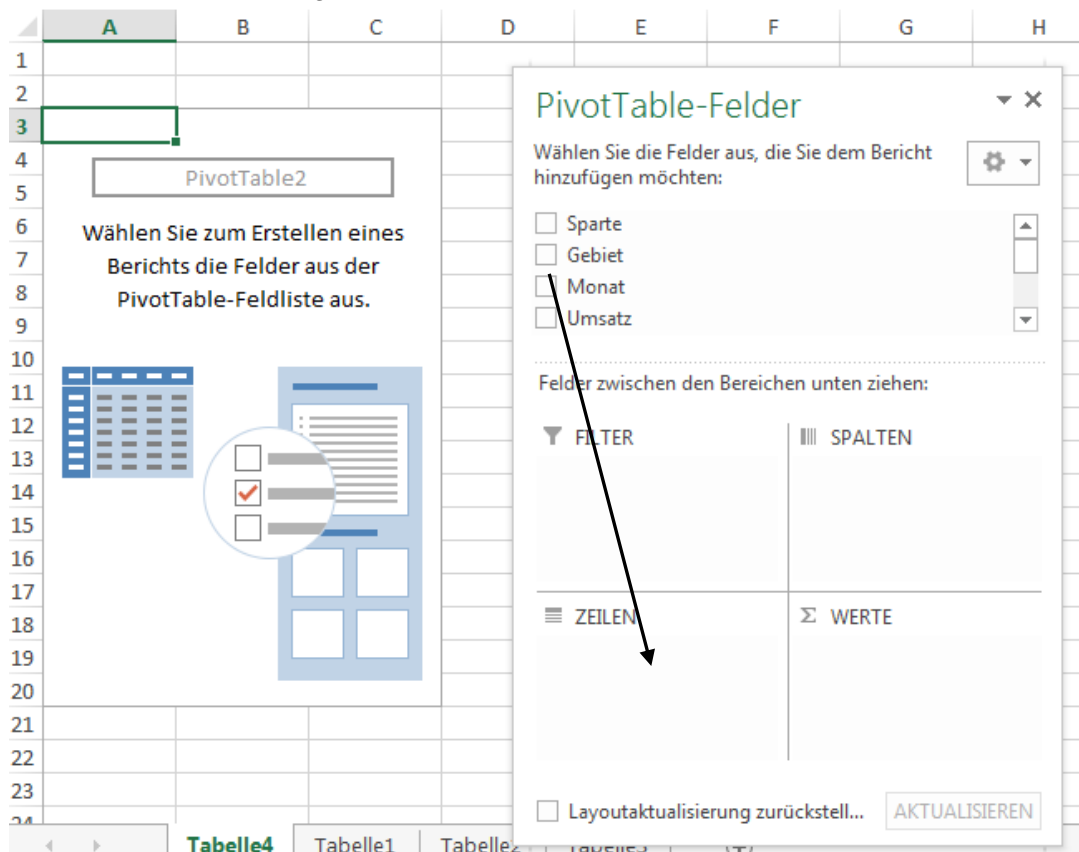 A B C D E F G H
1
2
3
4
5
6
7
8
9
10
11
12
13
14
15
16
17
18
19
20
21
22
23
24
PivotTable2
Wählen Sie zum Erstellen eines
Berichts die Felder aus der
PivotTable-Feldliste aus.
PivotTable-Felder
Wählen Sie die Felder aus, die Sie dem Bericht
hinzufügen möchten:
Sparte
Gebiet
Monat
Umsatz
Felder zwischen den Bereichen unten ziehen:
FILTER
SPALTEN
ZEILEN
Σ WERTE
Layoutaktualisierung zurückstell... AKTUALISIEREN
Tabelle4 Tabelle1 Tabelle2 Tabelle3